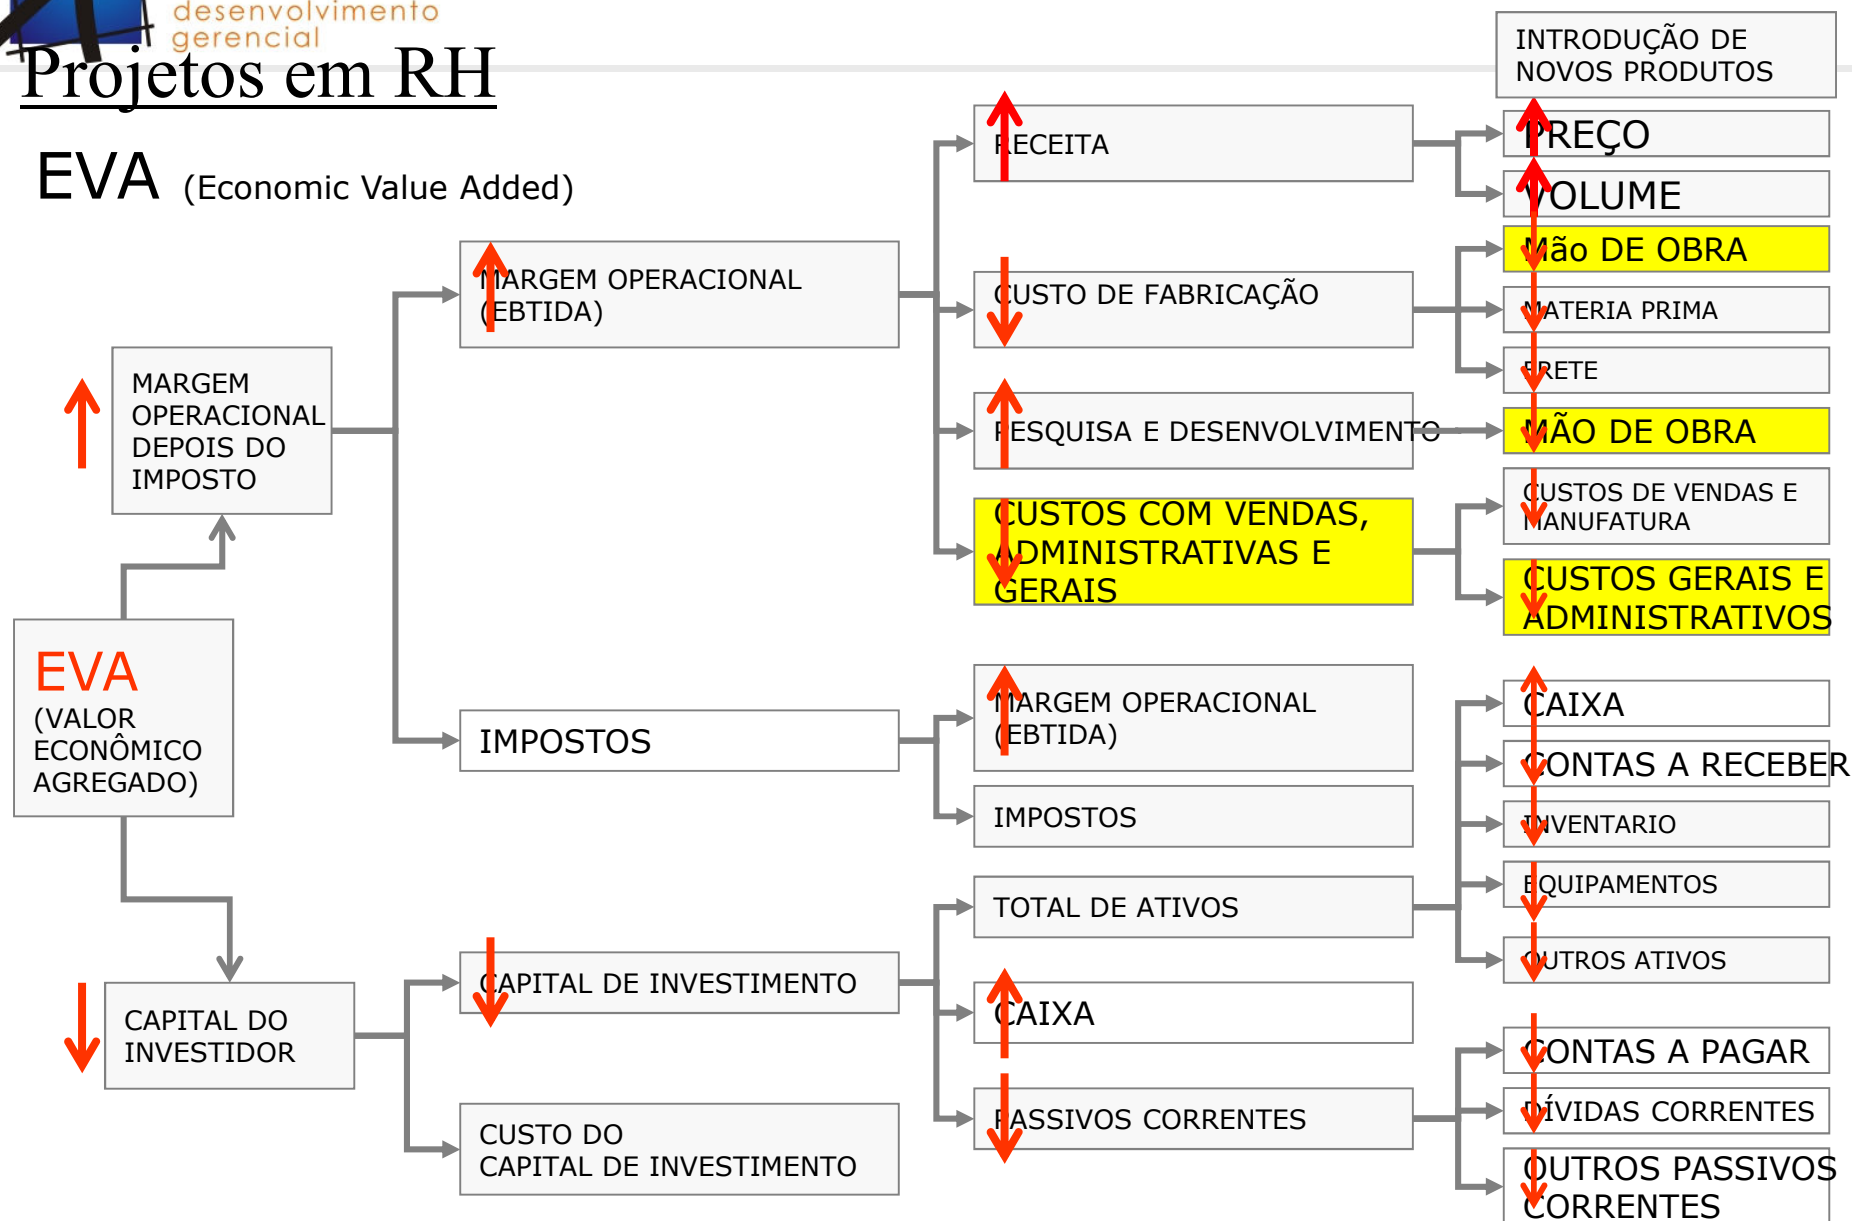 desenvolvimento
gerencial
Projetos em RH
EVA (Economic Value Added)
INTRODUÇÃO DE
NOVOS PRODUTOS
RECEITA
PREÇO
VOLUME
MARGEM OPERACIONAL
(EBTIDA)
CUSTO DE FABRICAÇÃO
Mão DE OBRA
MATERIA PRIMA
FRETE
MARGEM
OPERACIONAL
DEPOIS DO
IMPOSTO
PESQUISA E DESENVOLVIMENTO
MÃO DE OBRA
CUSTOS COM VENDAS,
ADMINISTRATIVAS E
GERAIS
CUSTOS DE VENDAS E
MANUFATURA
CUSTOS GERAIS E
ADMINISTRATIVOS
EVA
(VALOR
ECONÔMICO
AGREGADO)
IMPOSTOS
MARGEM OPERACIONAL
(EBTIDA)
IMPOSTOS
CAIXA
CONTAS A RECEBER
INVENTARIO
EQUIPAMENTOS
OUTROS ATIVOS
TOTAL DE ATIVOS
CAPITAL DO
INVESTIDOR
CAPITAL DE INVESTIMENTO
CAIXA
PASSIVOS CORRENTES
CONTAS A PAGAR
DÍVIDAS CORRENTES
OUTROS PASSIVOS
CORRENTES
CUSTO DO
CAPITAL DE INVESTIMENTO